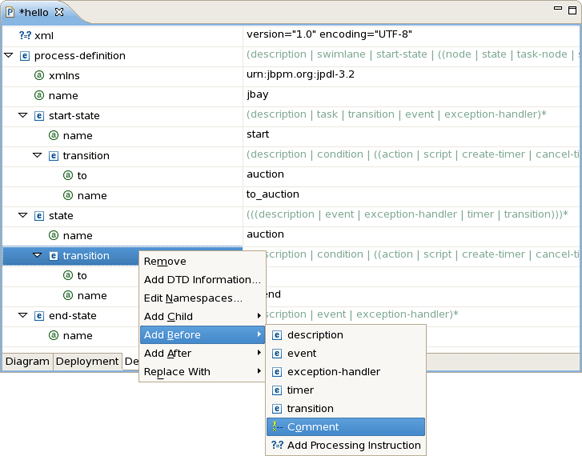 *hello
xml version="1.0" encoding="UTF-8"
process-definition (description | swimlane | start-state | ((node | state | task-node | s
xmlns urn:jbpm.org:jpdl-3.2
name jbay
start-state (description | task | transition | event | exception-handler)*
name start
transition (description | condition | ((action | script | create-timer | cancel-ti
to auction
name to_auction
state (((description | event | exception-handler | timer | transition)))*
name auction
transition escription | condition | ((action | script | create-timer | cancel-ti
Remove
to
Add DTD Information...
name end
Edit Namespaces...
end-state scription | event | exception-handler)*
Add Child
name
Add Before
Add After
Replace With
description
event
exception-handler
timer
transition
Comment
Add Processing Instruction
Diagram Deployment De